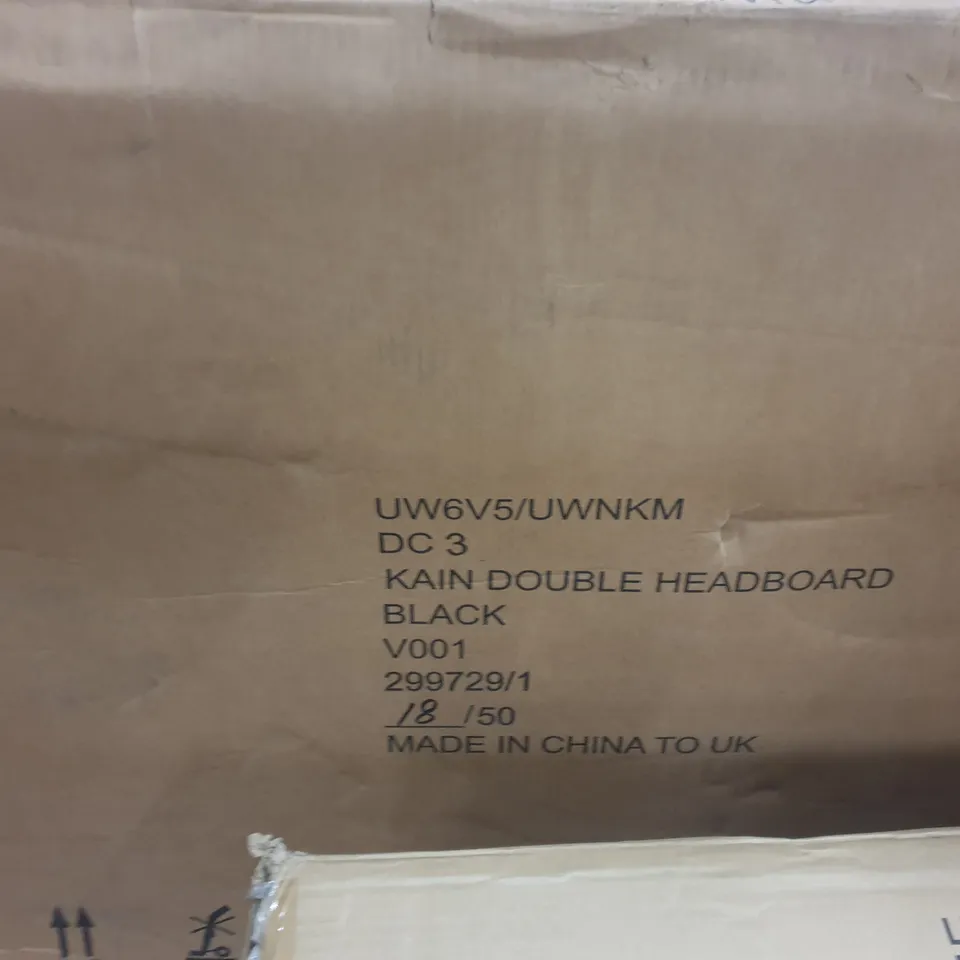 UW6V5/UWNKM
DC 3
KAIN DOUBLE HEADBOARD
BLACK
V001
299729/1
18/50
MADE IN CHINA TO UK